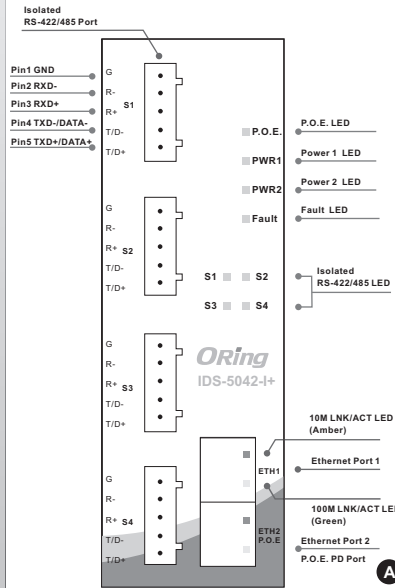 Isolated
RS-422/485 Port
Pin1 GND
Pin2 RXD-
Pin3 RXD+
Pin4 TXD-/DATA-
Pin5 TXD+/DATA+
G
R-
R+ S1
T/D-
T/D+
P.O.E.
PWR1
PWR2
Fault
P.O.E. LED
Power 1 LED
Power 2 LED
Fault LED
G
R-
R+ S2
T/D-
T/D+
S1 S2
S3 S4
Isolated
RS-422/485 LED
ORing
IDS-5042-I+
G
R-
R+ S3
T/D-
T/D+
10M LNK/ACT LED
(Amber)
ETH1
Ethernet Port 1
G
R-
R+ S4
T/D-
T/D+
100M LNK/ACT LED
(Green)
ETH2
P.O.E
Ethernet Port 2
P.O.E. PD Port
A